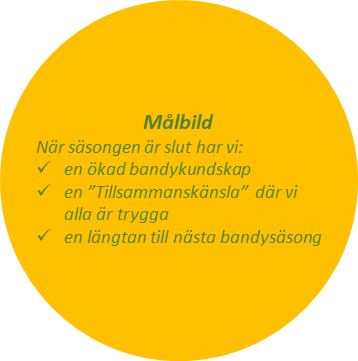 Målbild
När säsongen är slut har vi:
✓ en ökad bandykundskap
✓ en ”Tillsammanskänsla” där vi
alla är trygga
✓ en längtan till nästa bandysäsong